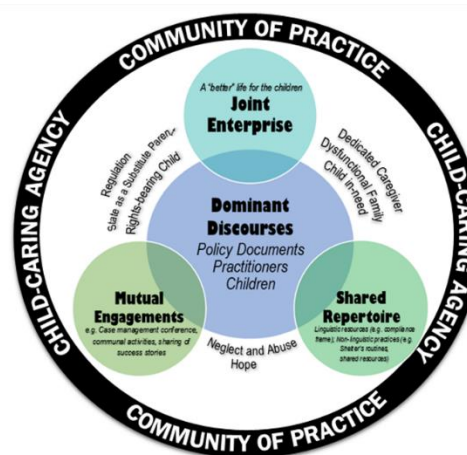 COMMUNITY OF PRACTICE
CHILD-CARING AGENCY
CHILD-CARING AGENCY
A "better" life for the children
Joint
Enterprise
Regulation
State as a Substitute Paren
Rights-bearing Child
Dedicated Caregiver
Dysfunctional Family
Child in-need
Dominant
Discourses
Policy Documents
Practitioners
Children
Mutual
Engagements
e.g. Case management conference,
communal activities, sharing of
success stories
Shared
Repertoire
Linguistic resources (e.g. compliance
frame); Non-linguistic practices (e.g.
Shelter's routines,
shared resources)
Neglect and Abuse
Hope
COMMUNITY OF PRACTICE